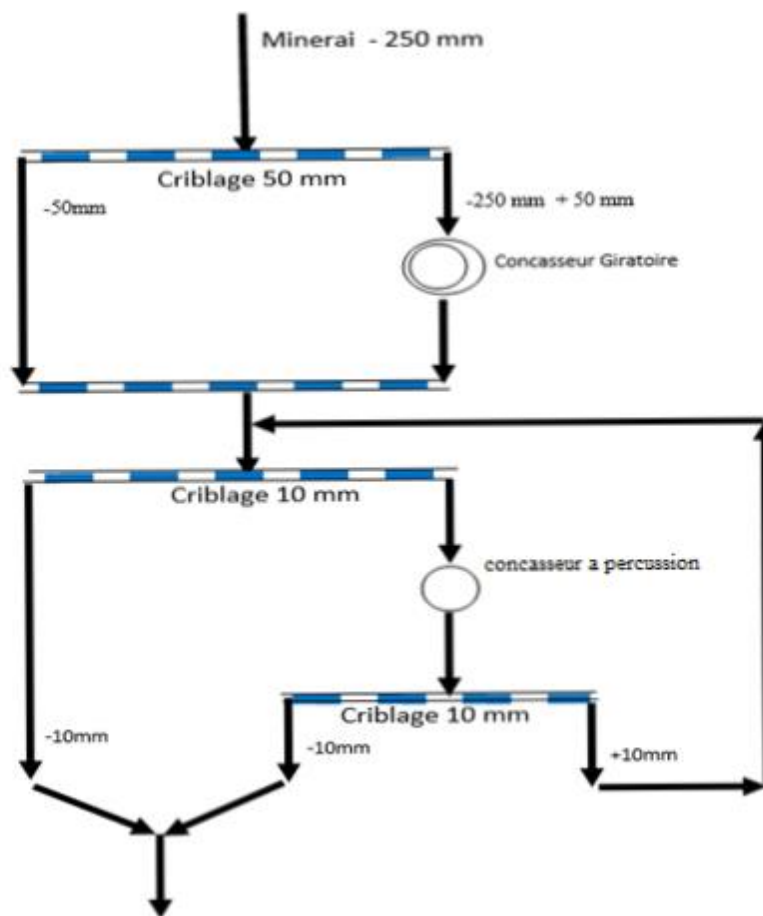 Minerai - 250 mm
Criblage 50 mm
-50mm
-250 mm + 50 mm
Concasseur Giratoire
Criblage 10 mm
concasseur a percussion
Criblage 10 mm
-10mm
-10mm
+10mm